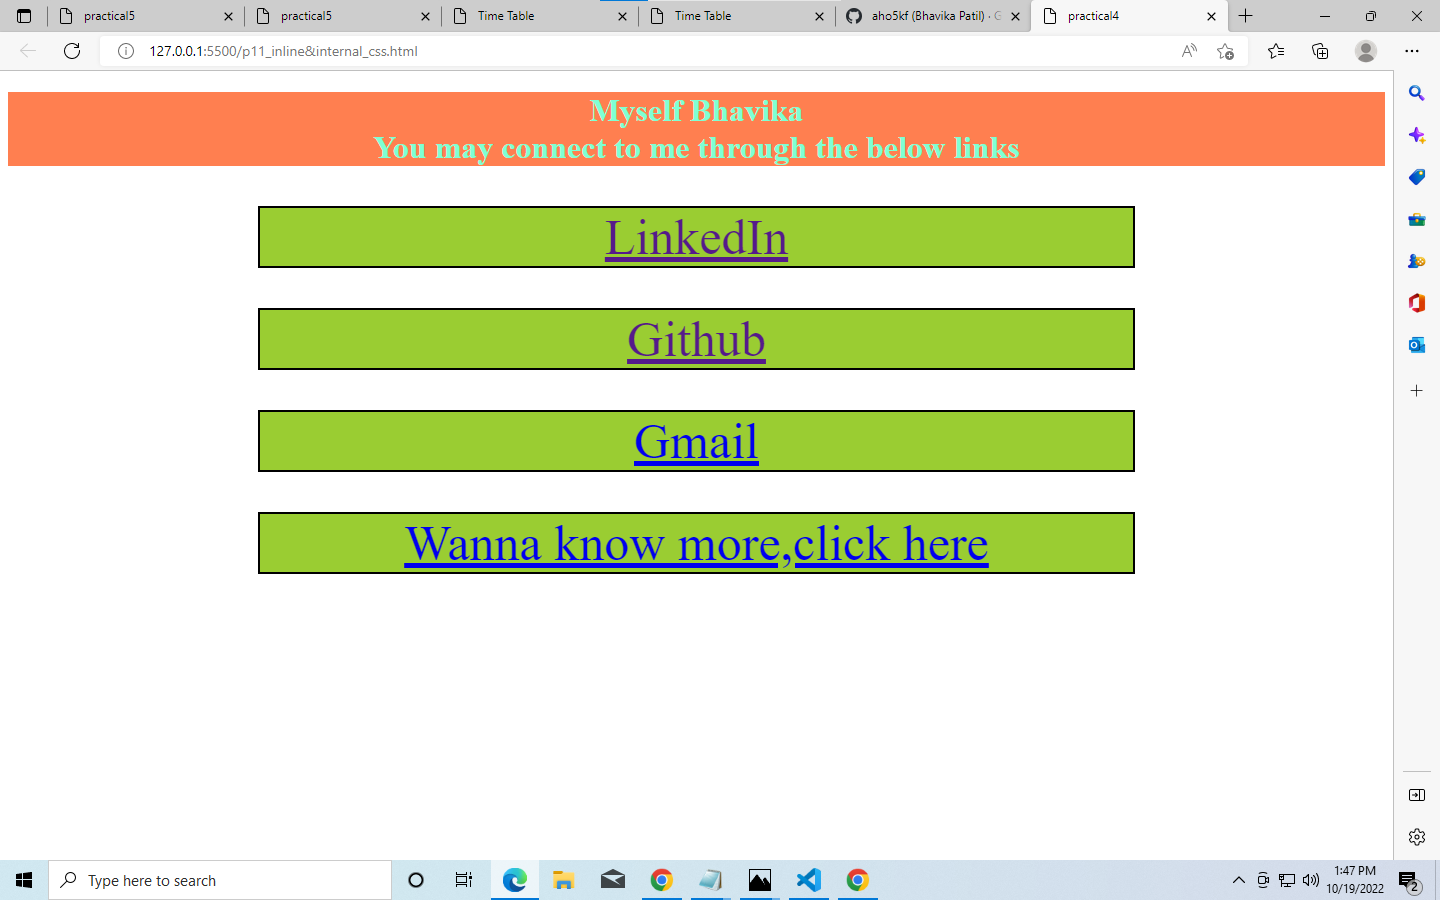 practical5
practical5
Time Table
Time Table
aho5kf (Bhavika Patil) · G
practical4
127.0.0.1:5500/p11_inline&internal_css.html
Myself Bhavika
You may connect to me through the below links
LinkedIn
Github
Gmail
Wanna know more,click here
Type here to search
1:47 PM
10/19/2022
2